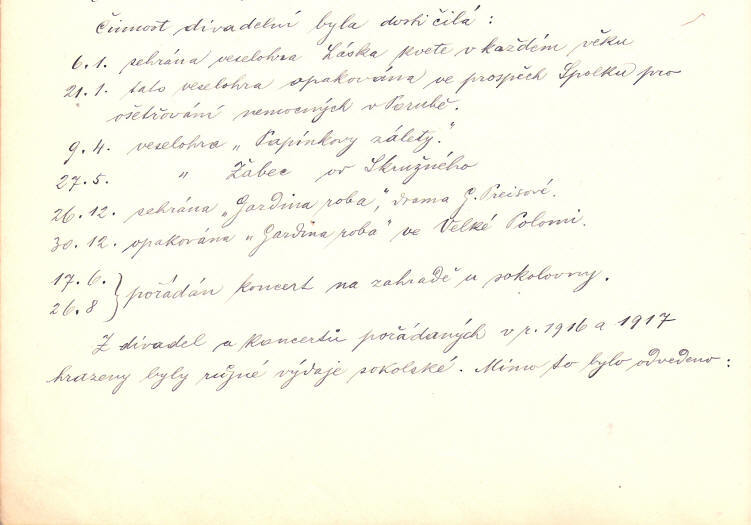 Činnost divadelní byla dosti čilá:
6.1. sehrána veselohra Láska kvete v každém věku
21.1. tato veselohra opakována ve prospěch Spolku pro
ošetřování nemocných v Porubě.
9.4. veselohra „Papínkovy zálety."
27.5. " Žabec od Skružného
26.12. sehrána „Gazdina roba", drama G. Preisové.
30.12. opakována „Gazdina roba" ve Velké Polomi.
17.6.
26.8 } pořádán koncert na zahradě u sokolovny.
Z divadel a koncertů pořádaných v r. 1916 a 1917
hrazeny byly různé výdaje sokolské. Mimo to bylo odvedeno: